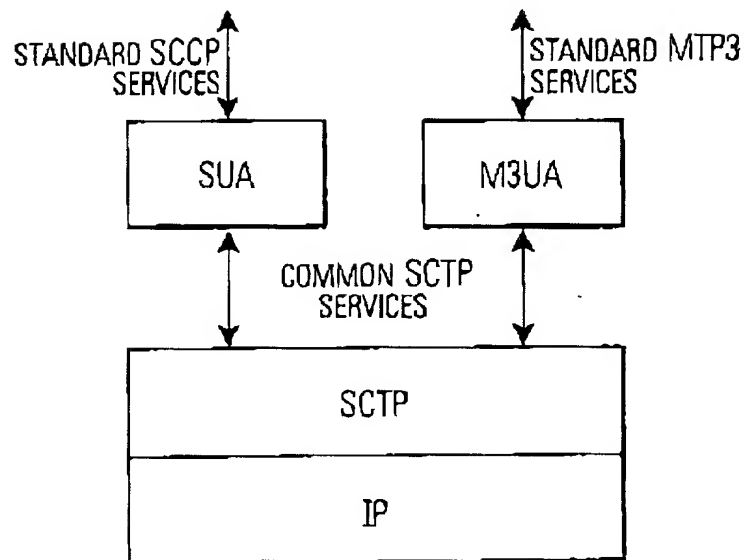 STANDARD SCCP
SERVICES
STANDARD MTP3
SERVICES
SUA
M3UA
COMMON SCTP
SERVICES
SCTP
IP